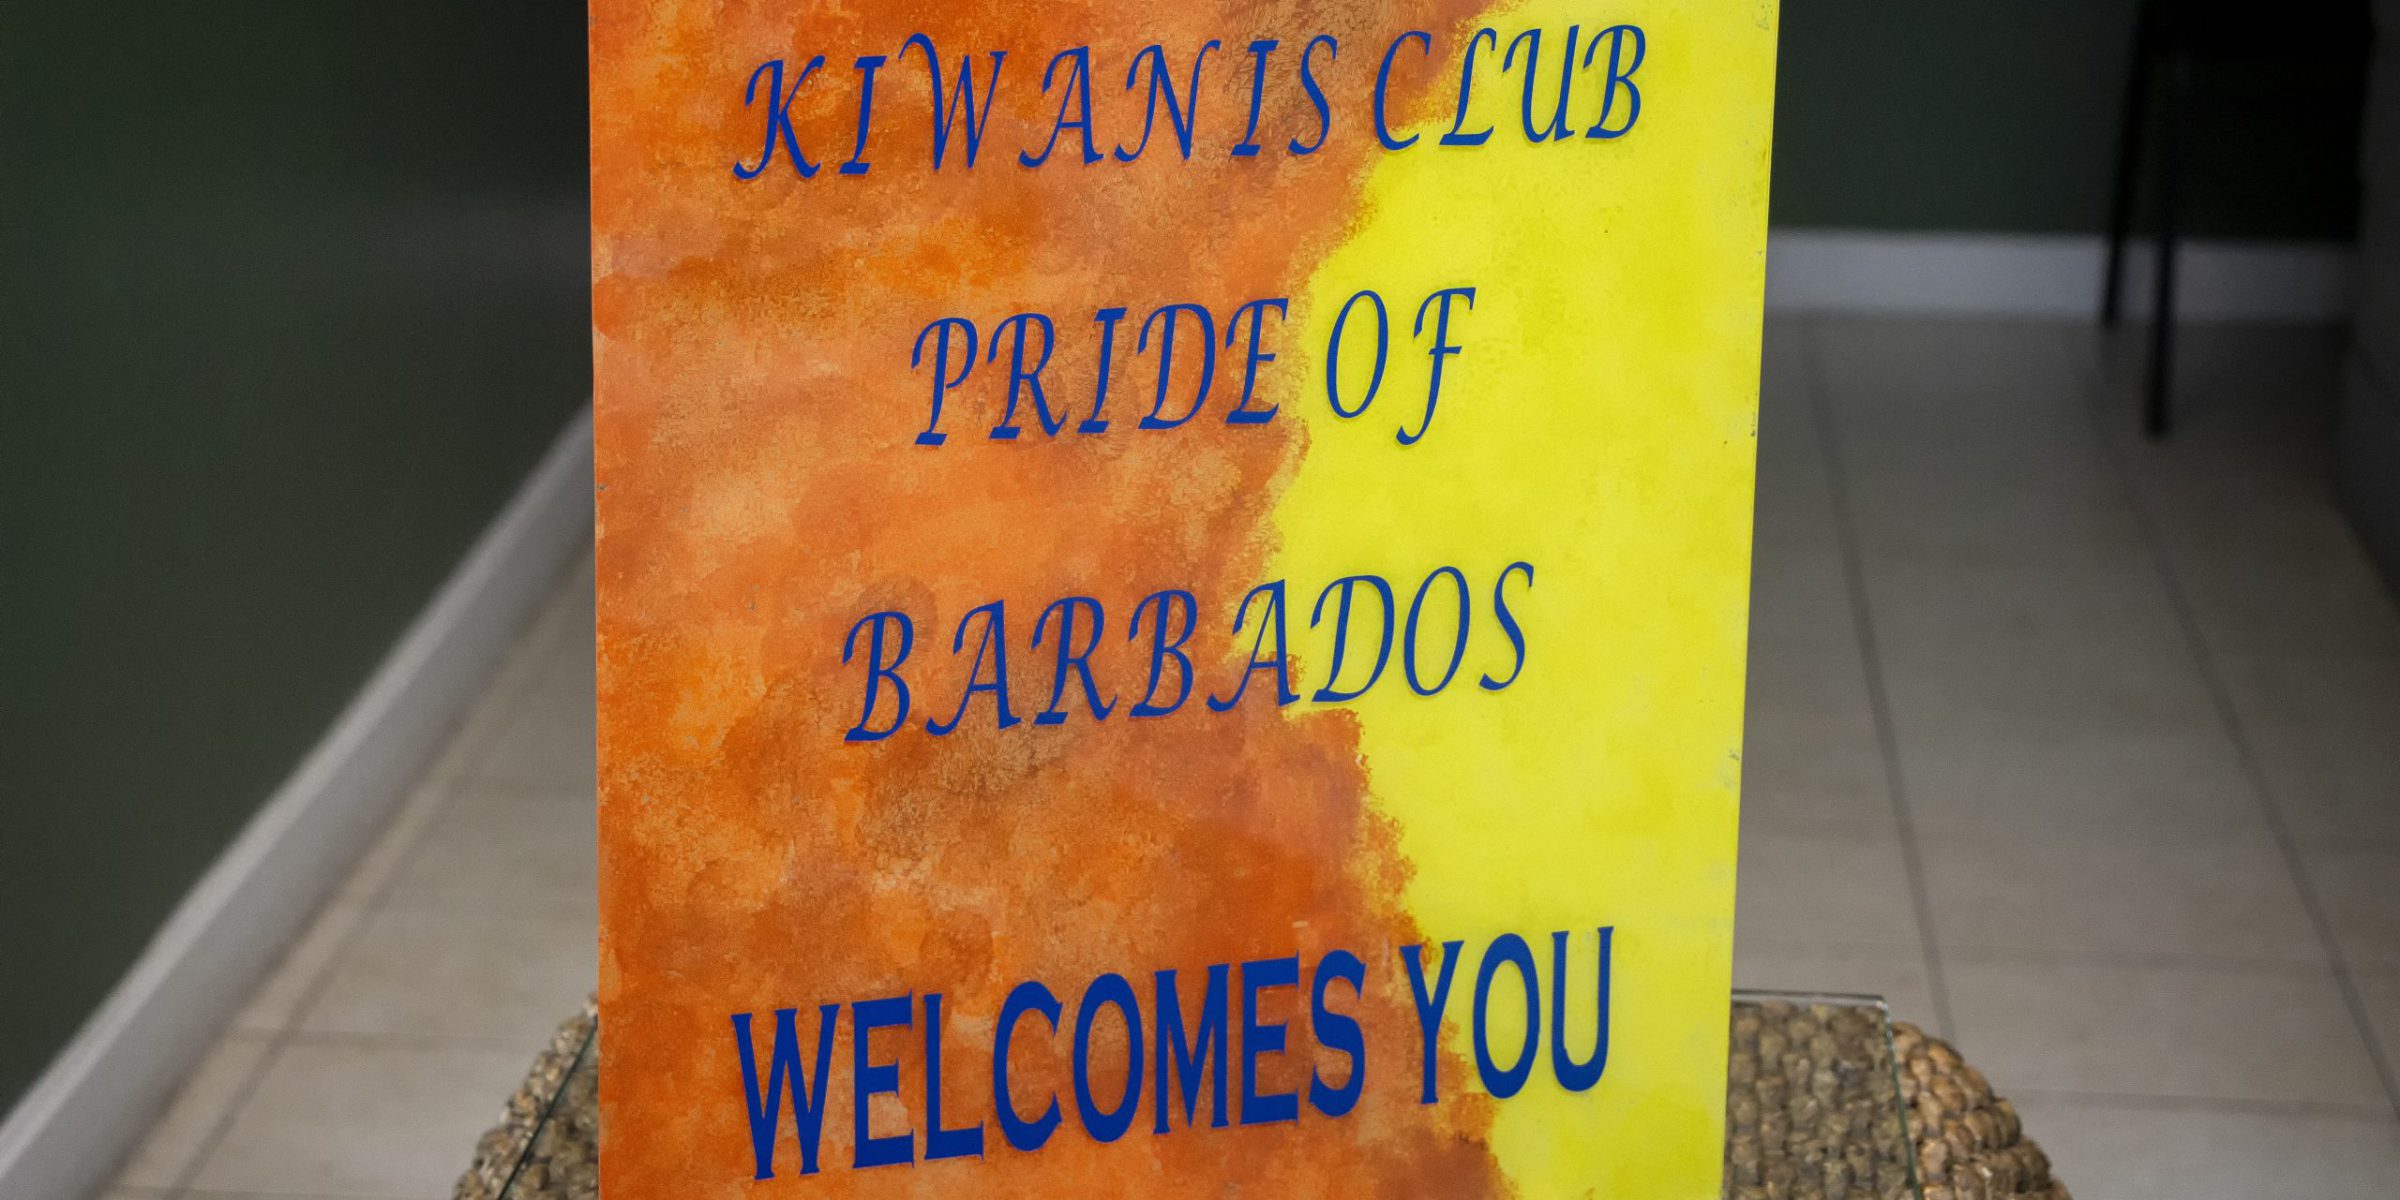 KIWANIS CLUB
PRIDE OF
BARBADOS
WELCOMES YOU